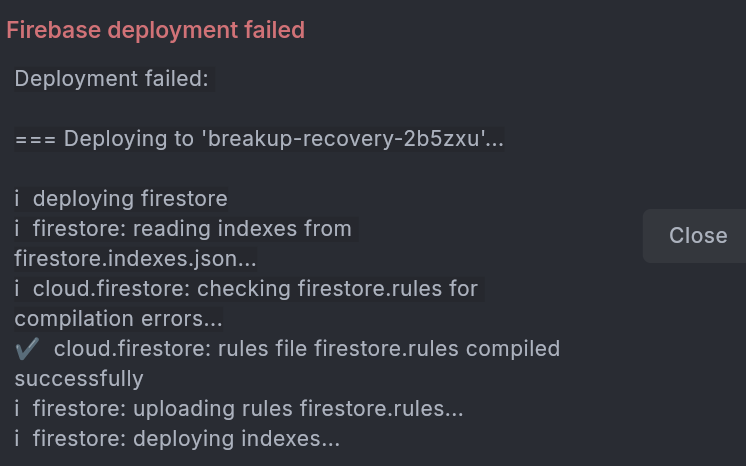 Firebase deployment failed
Deployment failed:
=== Deploying to 'breakup-recovery-2b5zxu'...
i  deploying firestore
i  firestore: reading indexes from
firestore.indexes.json...
Close
i  cloud.firestore: checking firestore.rules for
compilation errors...
✔  cloud.firestore: rules file firestore.rules compiled
successfully
i  firestore: uploading rules firestore.rules...
i  firestore: deploying indexes...